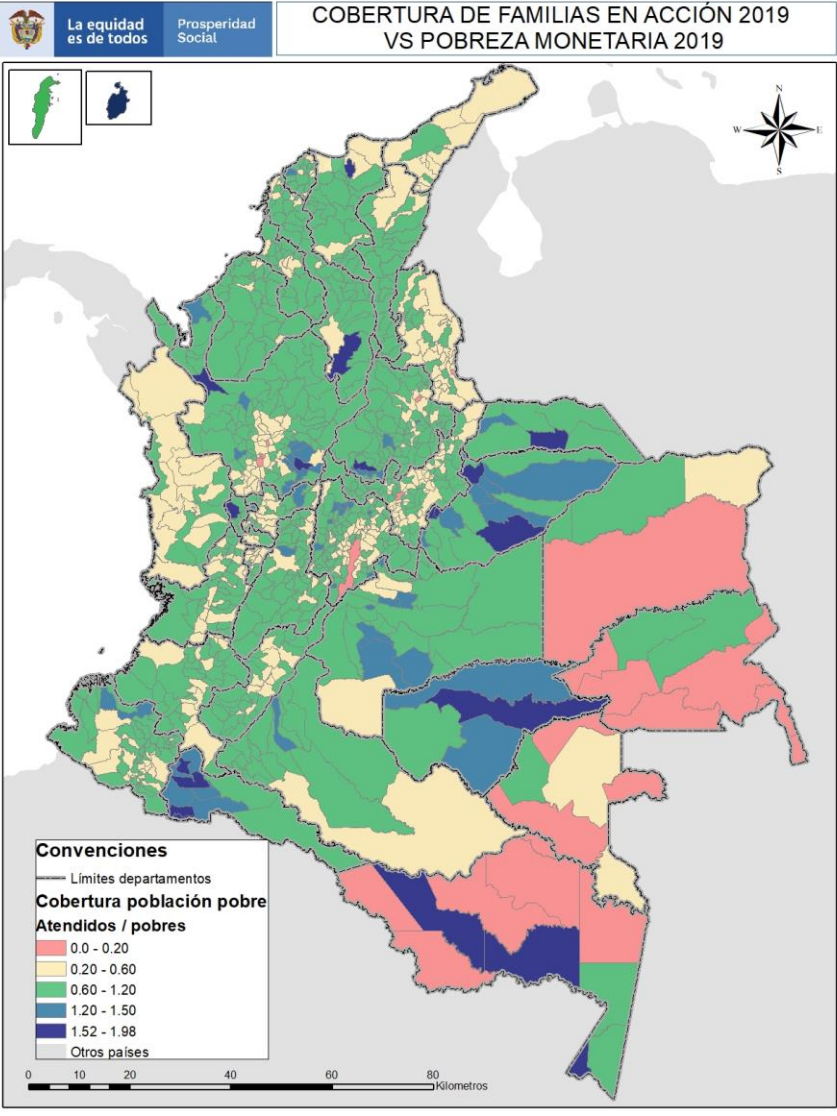 La equidad
es de todos
Prosperidad
Social
COBERTURA DE FAMILIAS EN ACCIÓN 2019
VS POBREZA MONETARIA 2019
N
W
E
S
Convenciones
Límites departamentos
Cobertura población pobre
Atendidos / pobres
0.0 - 0.20
0.20 - 0.60
0.60 - 1.20
1.20 - 1.50
1.52 - 1.98
Otros países
0 10 20 40 60 80
Kilometros